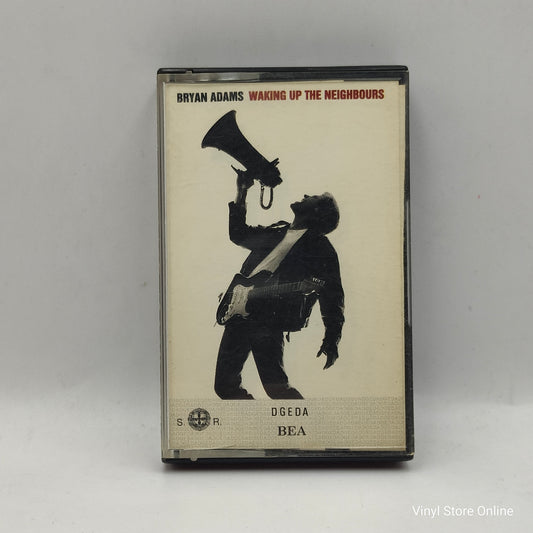 BRYAN ADAMS WAKING UP THE NEIGHBOURS
DGEDA
S. R.
BEA
Vinyl Store Online